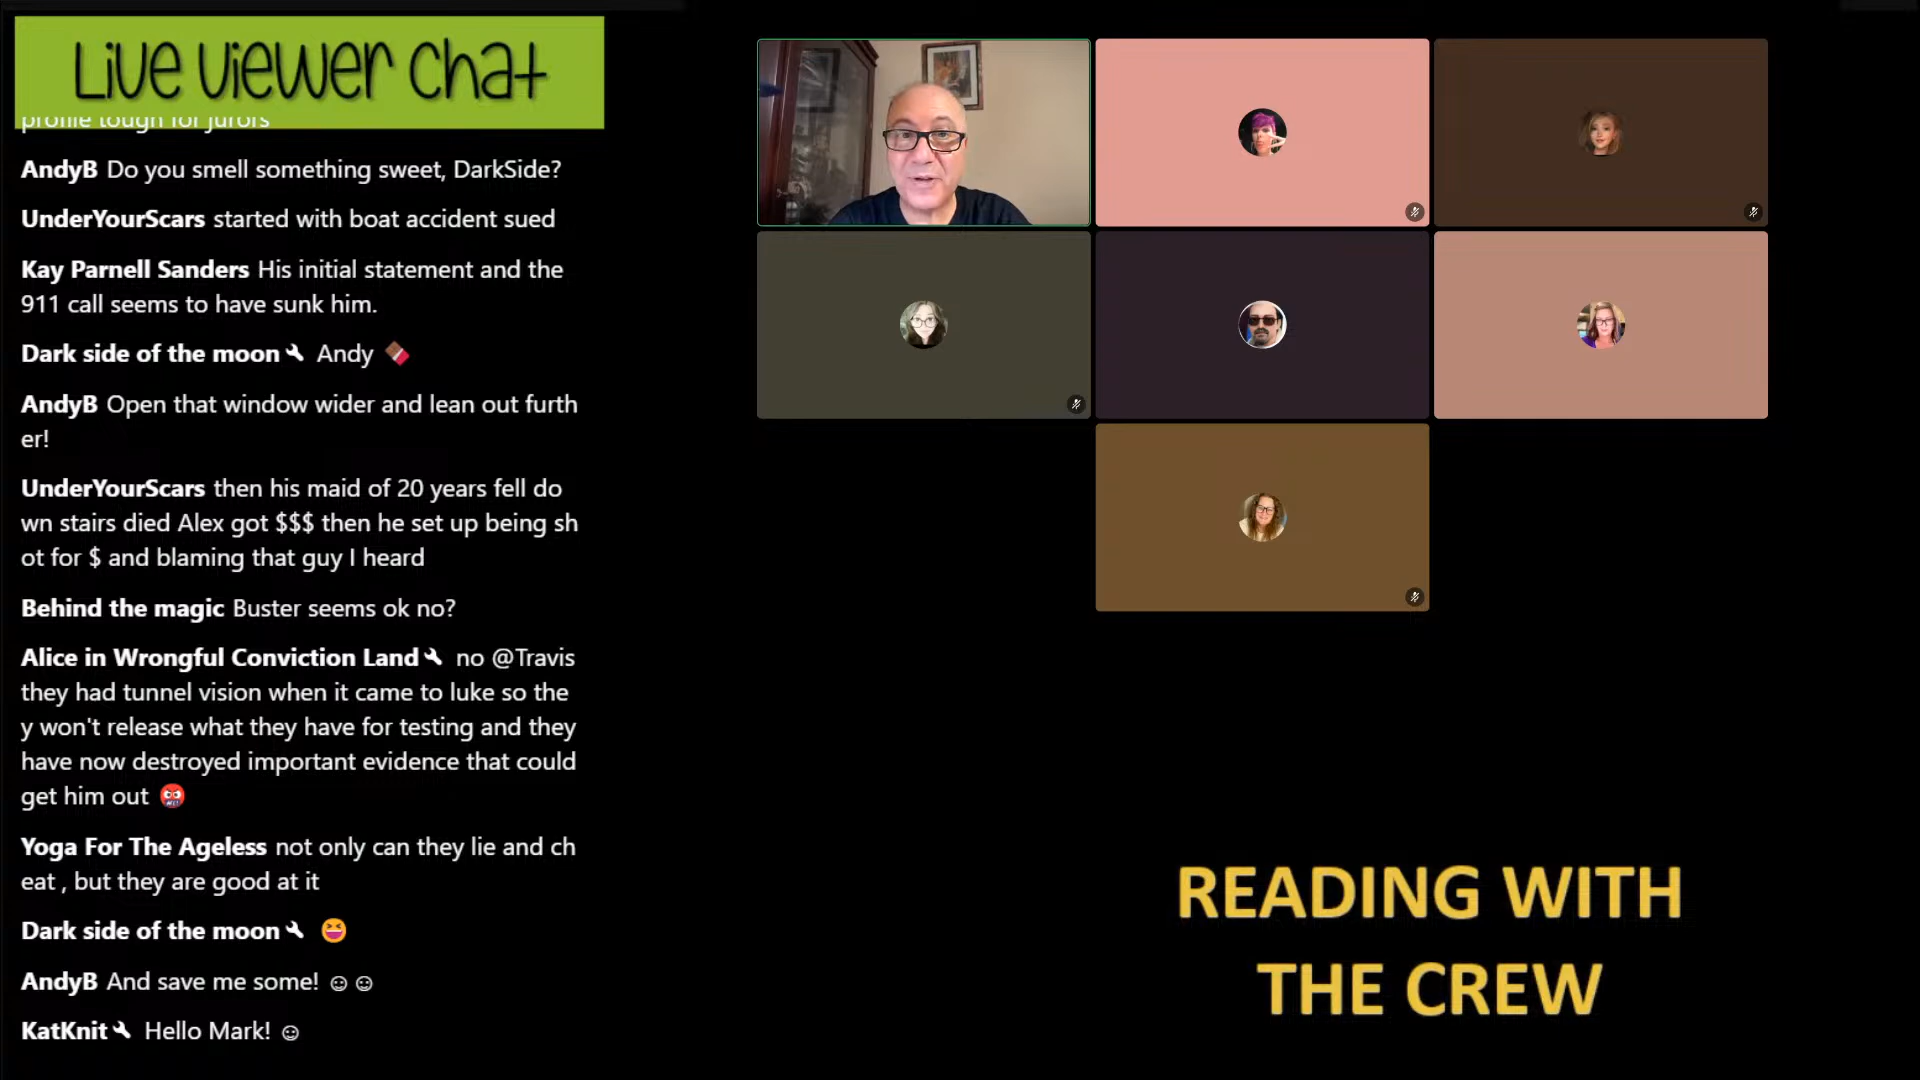 Live Viewer Chat
profile tough for jurors
AndyB Do you smell something sweet, DarkSide?
UnderYourScars started with boat accident sued
Kay Parnell Sanders His initial statement and the
911 call seems to have sunk him.
Dark side of the moon Andy 🍫
AndyB Open that window wider and lean out furth
er!
UnderYourScars then his maid of 20 years fell do
wn stairs died Alex got $$$ then he set up being sh
ot for $ and blaming that guy I heard
Behind the magic Buster seems ok no?
Alice in Wrongful Conviction Land no @Travis
they had tunnel vision when it came to luke so the
y won't release what they have for testing and they
have now destroyed important evidence that could
get him out 🤬
Yoga For The Ageless not only can they lie and ch
eat , but they are good at it
Dark side of the moon 😆
AndyB And save me some! ☺☺
KatKnit Hello Mark! ☺
READING WITH
THE CREW